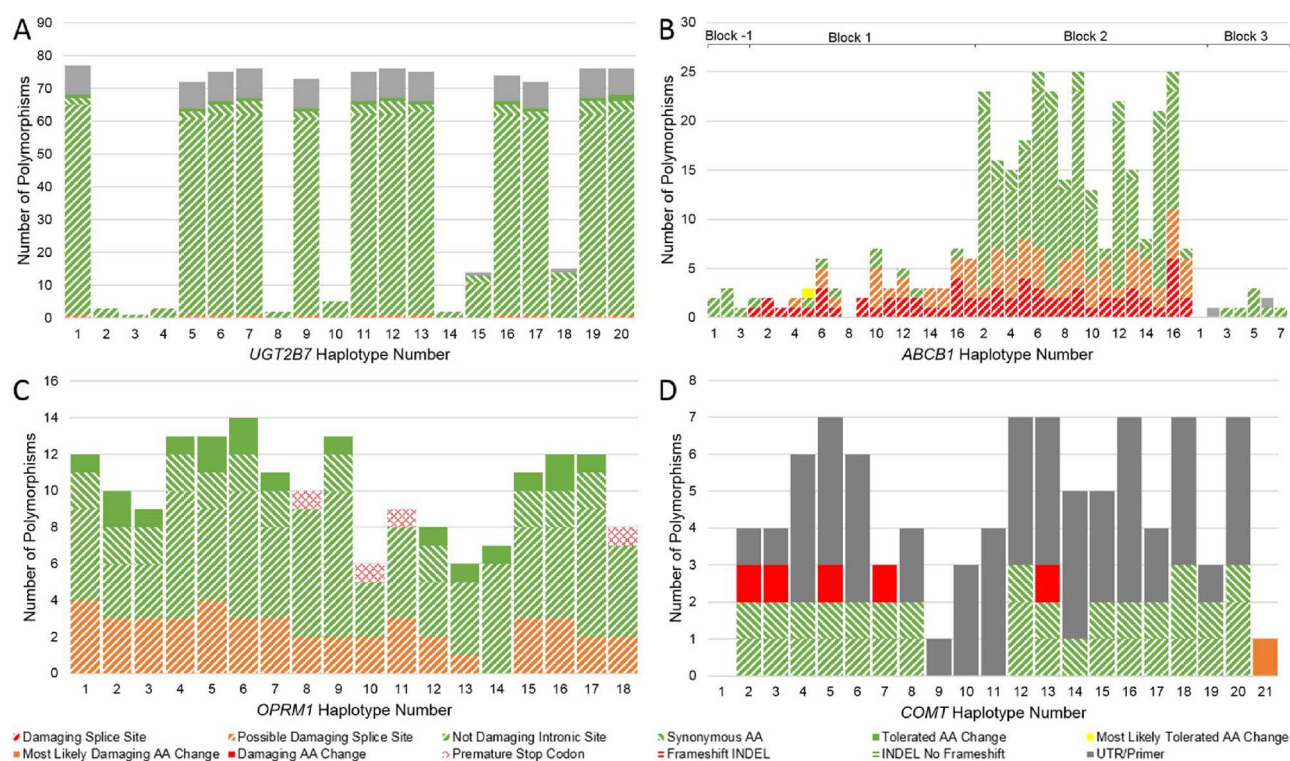 A
Number of Polymorphisms
90
80
70
60
50
40
30
20
10
0
1 2 3 4 5 6 7 8 9 10 11 12 13 14 15 16 17 18 19 20
UGT2B7 Haplotype Number
B
Number of Polymorphisms
30
25
20
15
10
5
0
Block -1 Block 1 Block 2 Block 3
1 3 2 4 6 8 10 12 14 16 2 4 6 8 10 12 14 16 1 3 5 7
ABCB1 Haplotype Number
C
Number of Polymorphisms
16
14
12
10
8
6
4
2
0
1 2 3 4 5 6 7 8 9 10 11 12 13 14 15 16 17 18
OPRM1 Haplotype Number
D
Number of Polymorphisms
8
7
6
5
4
3
2
1
0
1 2 3 4 5 6 7 8 9 10 11 12 13 14 15 16 17 18 19 20 21
COMT Haplotype Number
Damaging Splice Site Possible Damaging Splice Site Not Damaging Intronic Site Synonymous AA Tolerated AA Change Most Likely Tolerated AA Change
Most Likely Damaging AA Change Damaging AA Change Premature Stop Codon Frameshift INDEL INDEL No Frameshift UTR/Primer